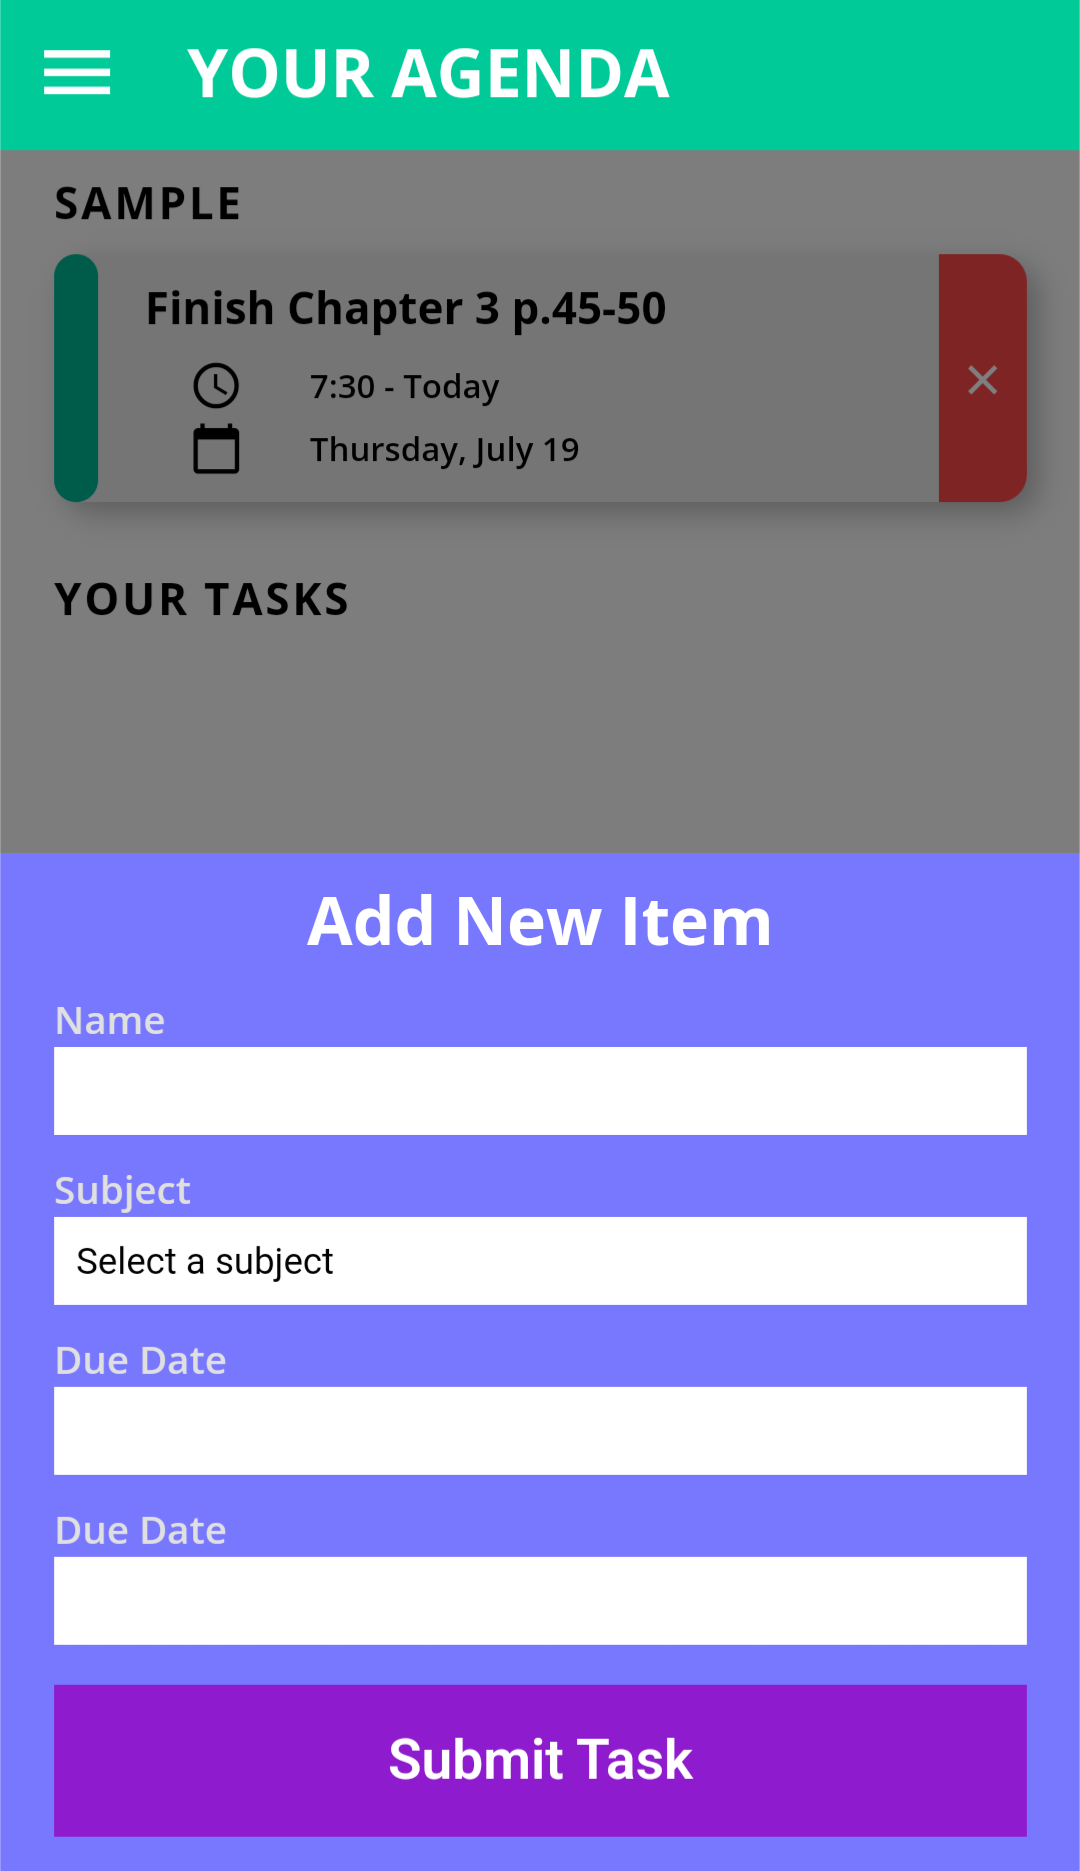 YOUR AGENDA
SAMPLE
Finish Chapter 3 p.45-50
7:30 - Today
Thursday, July 19
YOUR TASKS
Add New Item
Name
Subject
Select a subject
Due Date
Due Date
Submit Task